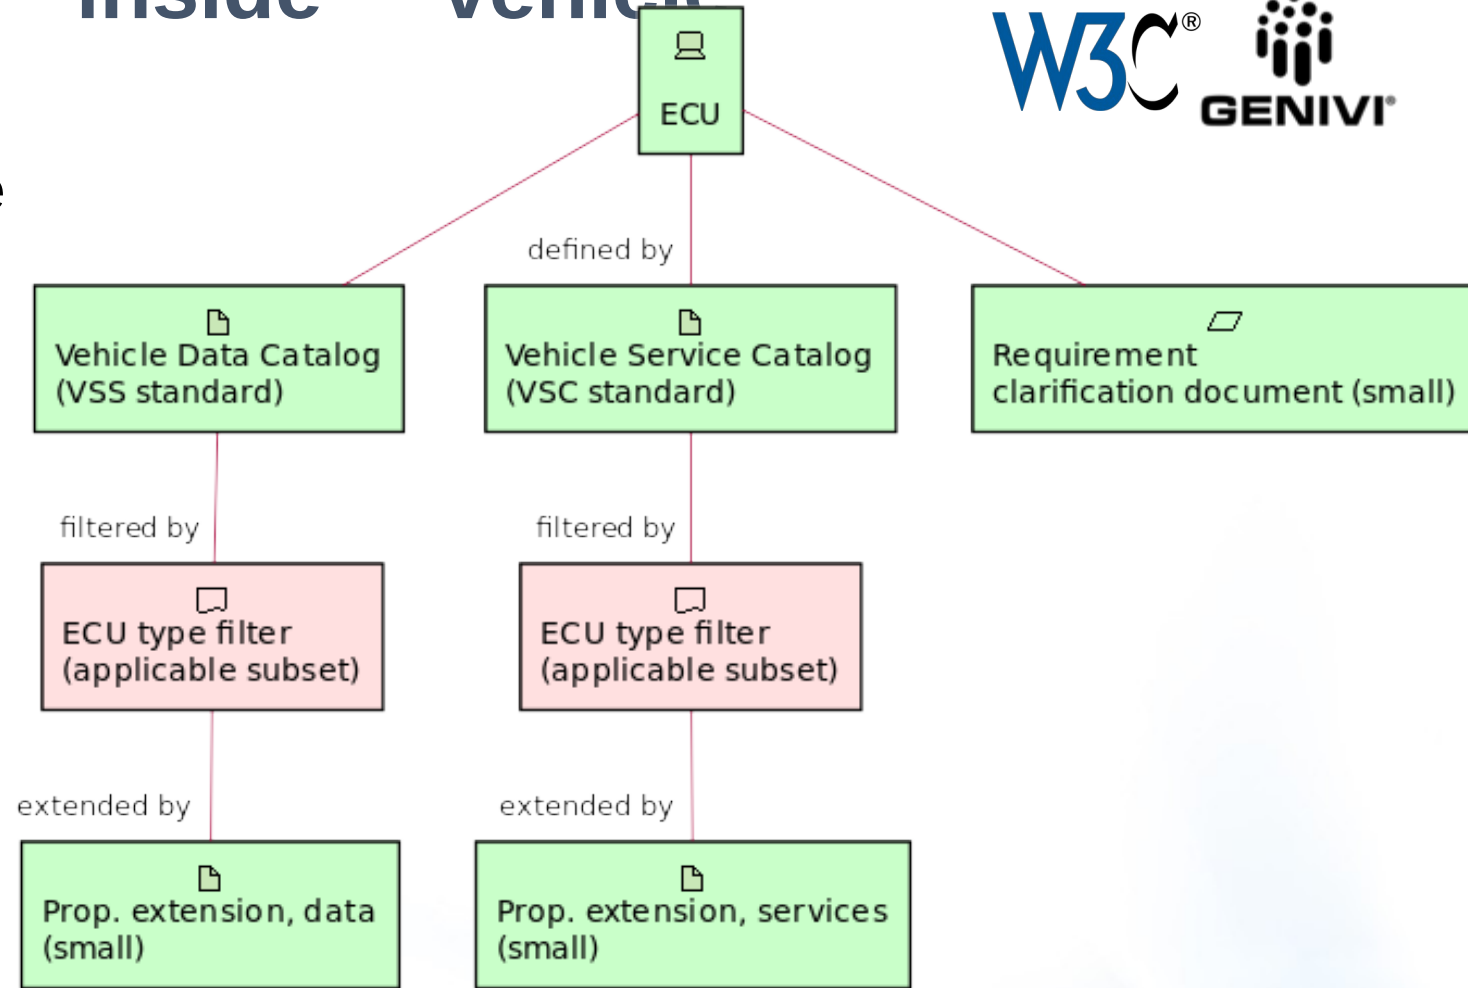 inside vehicle
W3C®
GENIVI®
ECU
e
defined by
Vehicle Data Catalog
(VSS standard)
Vehicle Service Catalog
(VSC standard)
Requirement
clarification document (small)
filtered by
filtered by
ECU type filter
(applicable subset)
ECU type filter
(applicable subset)
extended by
extended by
Prop. extension, data
(small)
Prop. extension, services
(small)